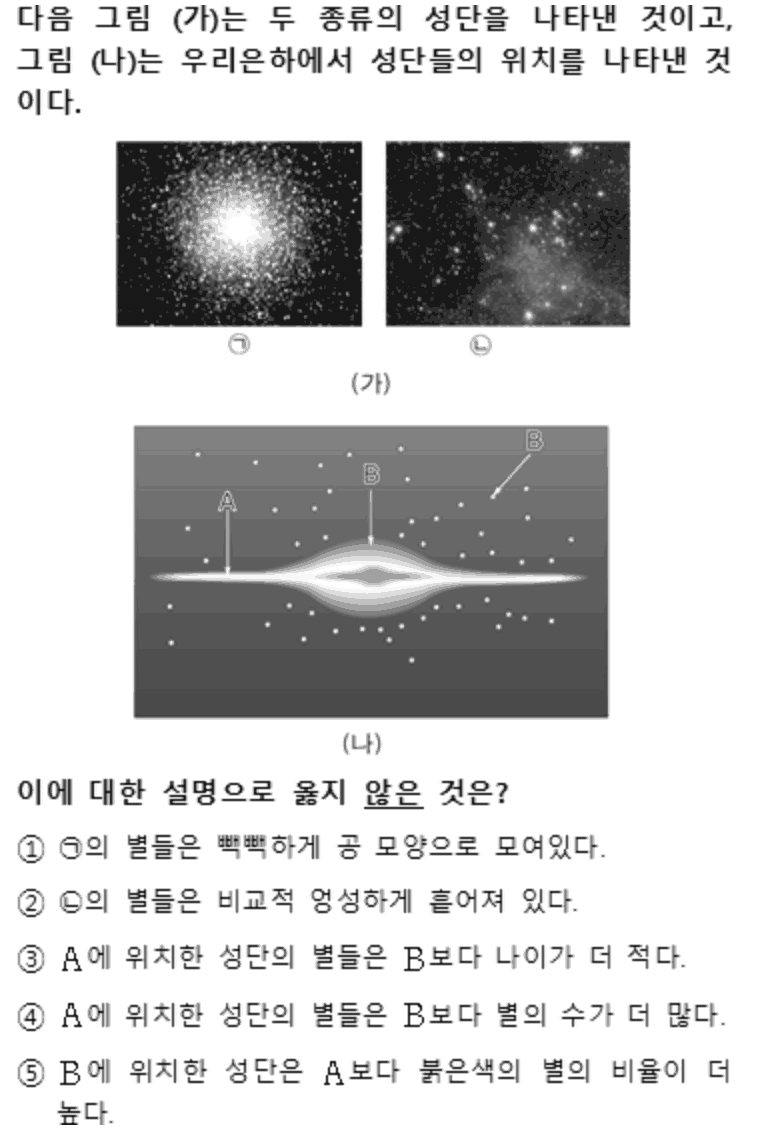 다음 그림 (가)는 두 종류의 성단을 나타낸 것이고,
그림 (나)는 우리은하에서 성단들의 위치를 나타낸 것
이다.
㉠ ㉡
(가)
B
B
A
(나)
이에 대한 설명으로 옳지 않은 것은?
① ㉠의 별들은 빽빽하게 공 모양으로 모여있다.
② ㉡의 별들은 비교적 엉성하게 흩어져 있다.
③ A에 위치한 성단의 별들은 B보다 나이가 더 적다.
④ A에 위치한 성단의 별들은 B보다 별의 수가 더 많다.
⑤ B에 위치한 성단은 A보다 붉은색의 별의 비율이 더
높다.